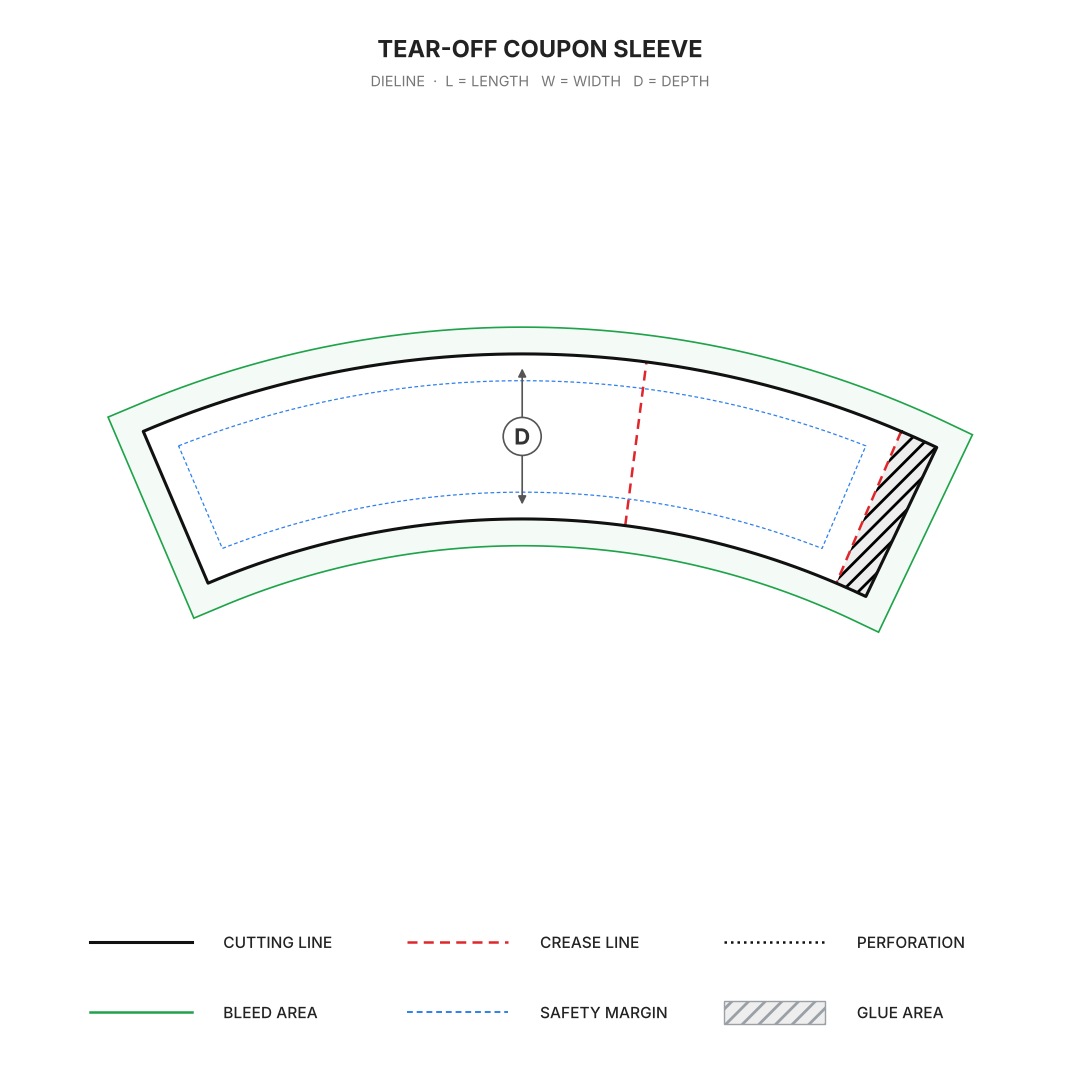 TEAR-OFF COUPON SLEEVE
DIELINE · L = LENGTH W = WIDTH D = DEPTH
D
CUTTING LINE
CREASE LINE
PERFORATION
BLEED AREA
SAFETY MARGIN
GLUE AREA